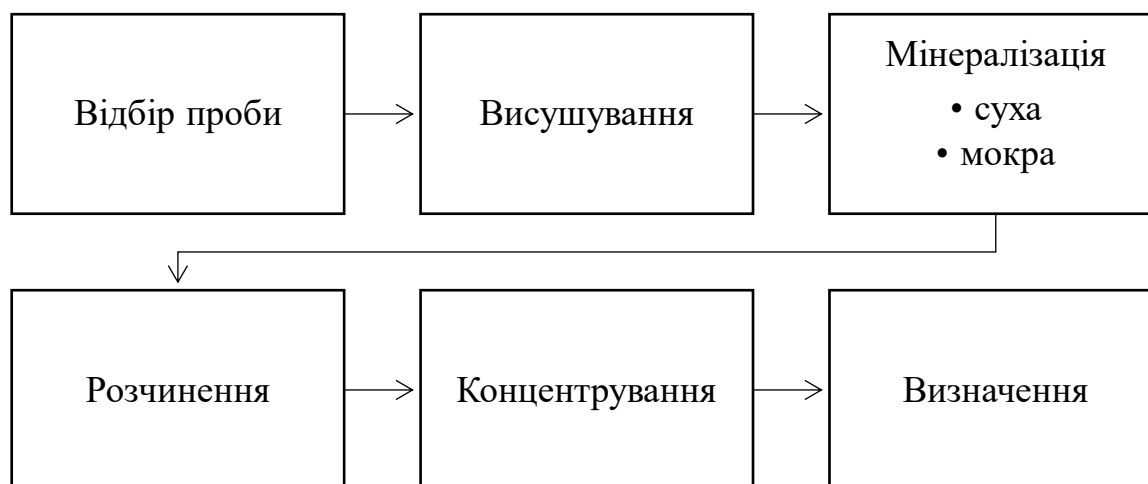 Відбір проби
Висушування
Мінералізація
• суха
• мокра
Розчинення
Концентрування
Визначення